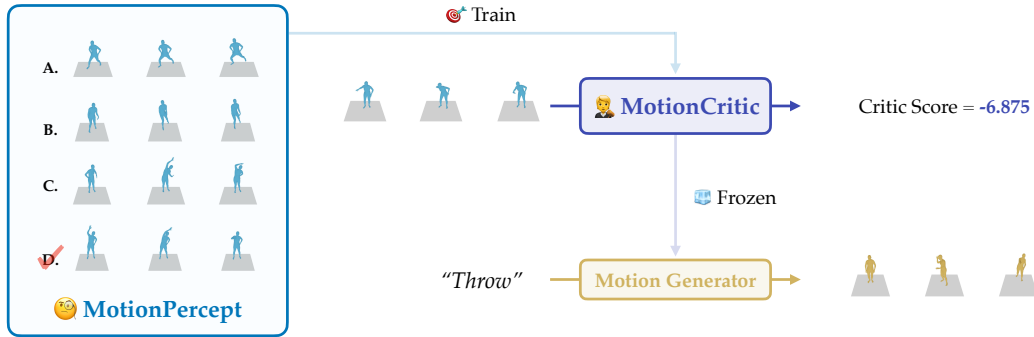 Train
A.
B.
C.
D.
MotionPercept
MotionCritic
Critic Score = -6.875
Frozen
"Throw"
Motion Generator